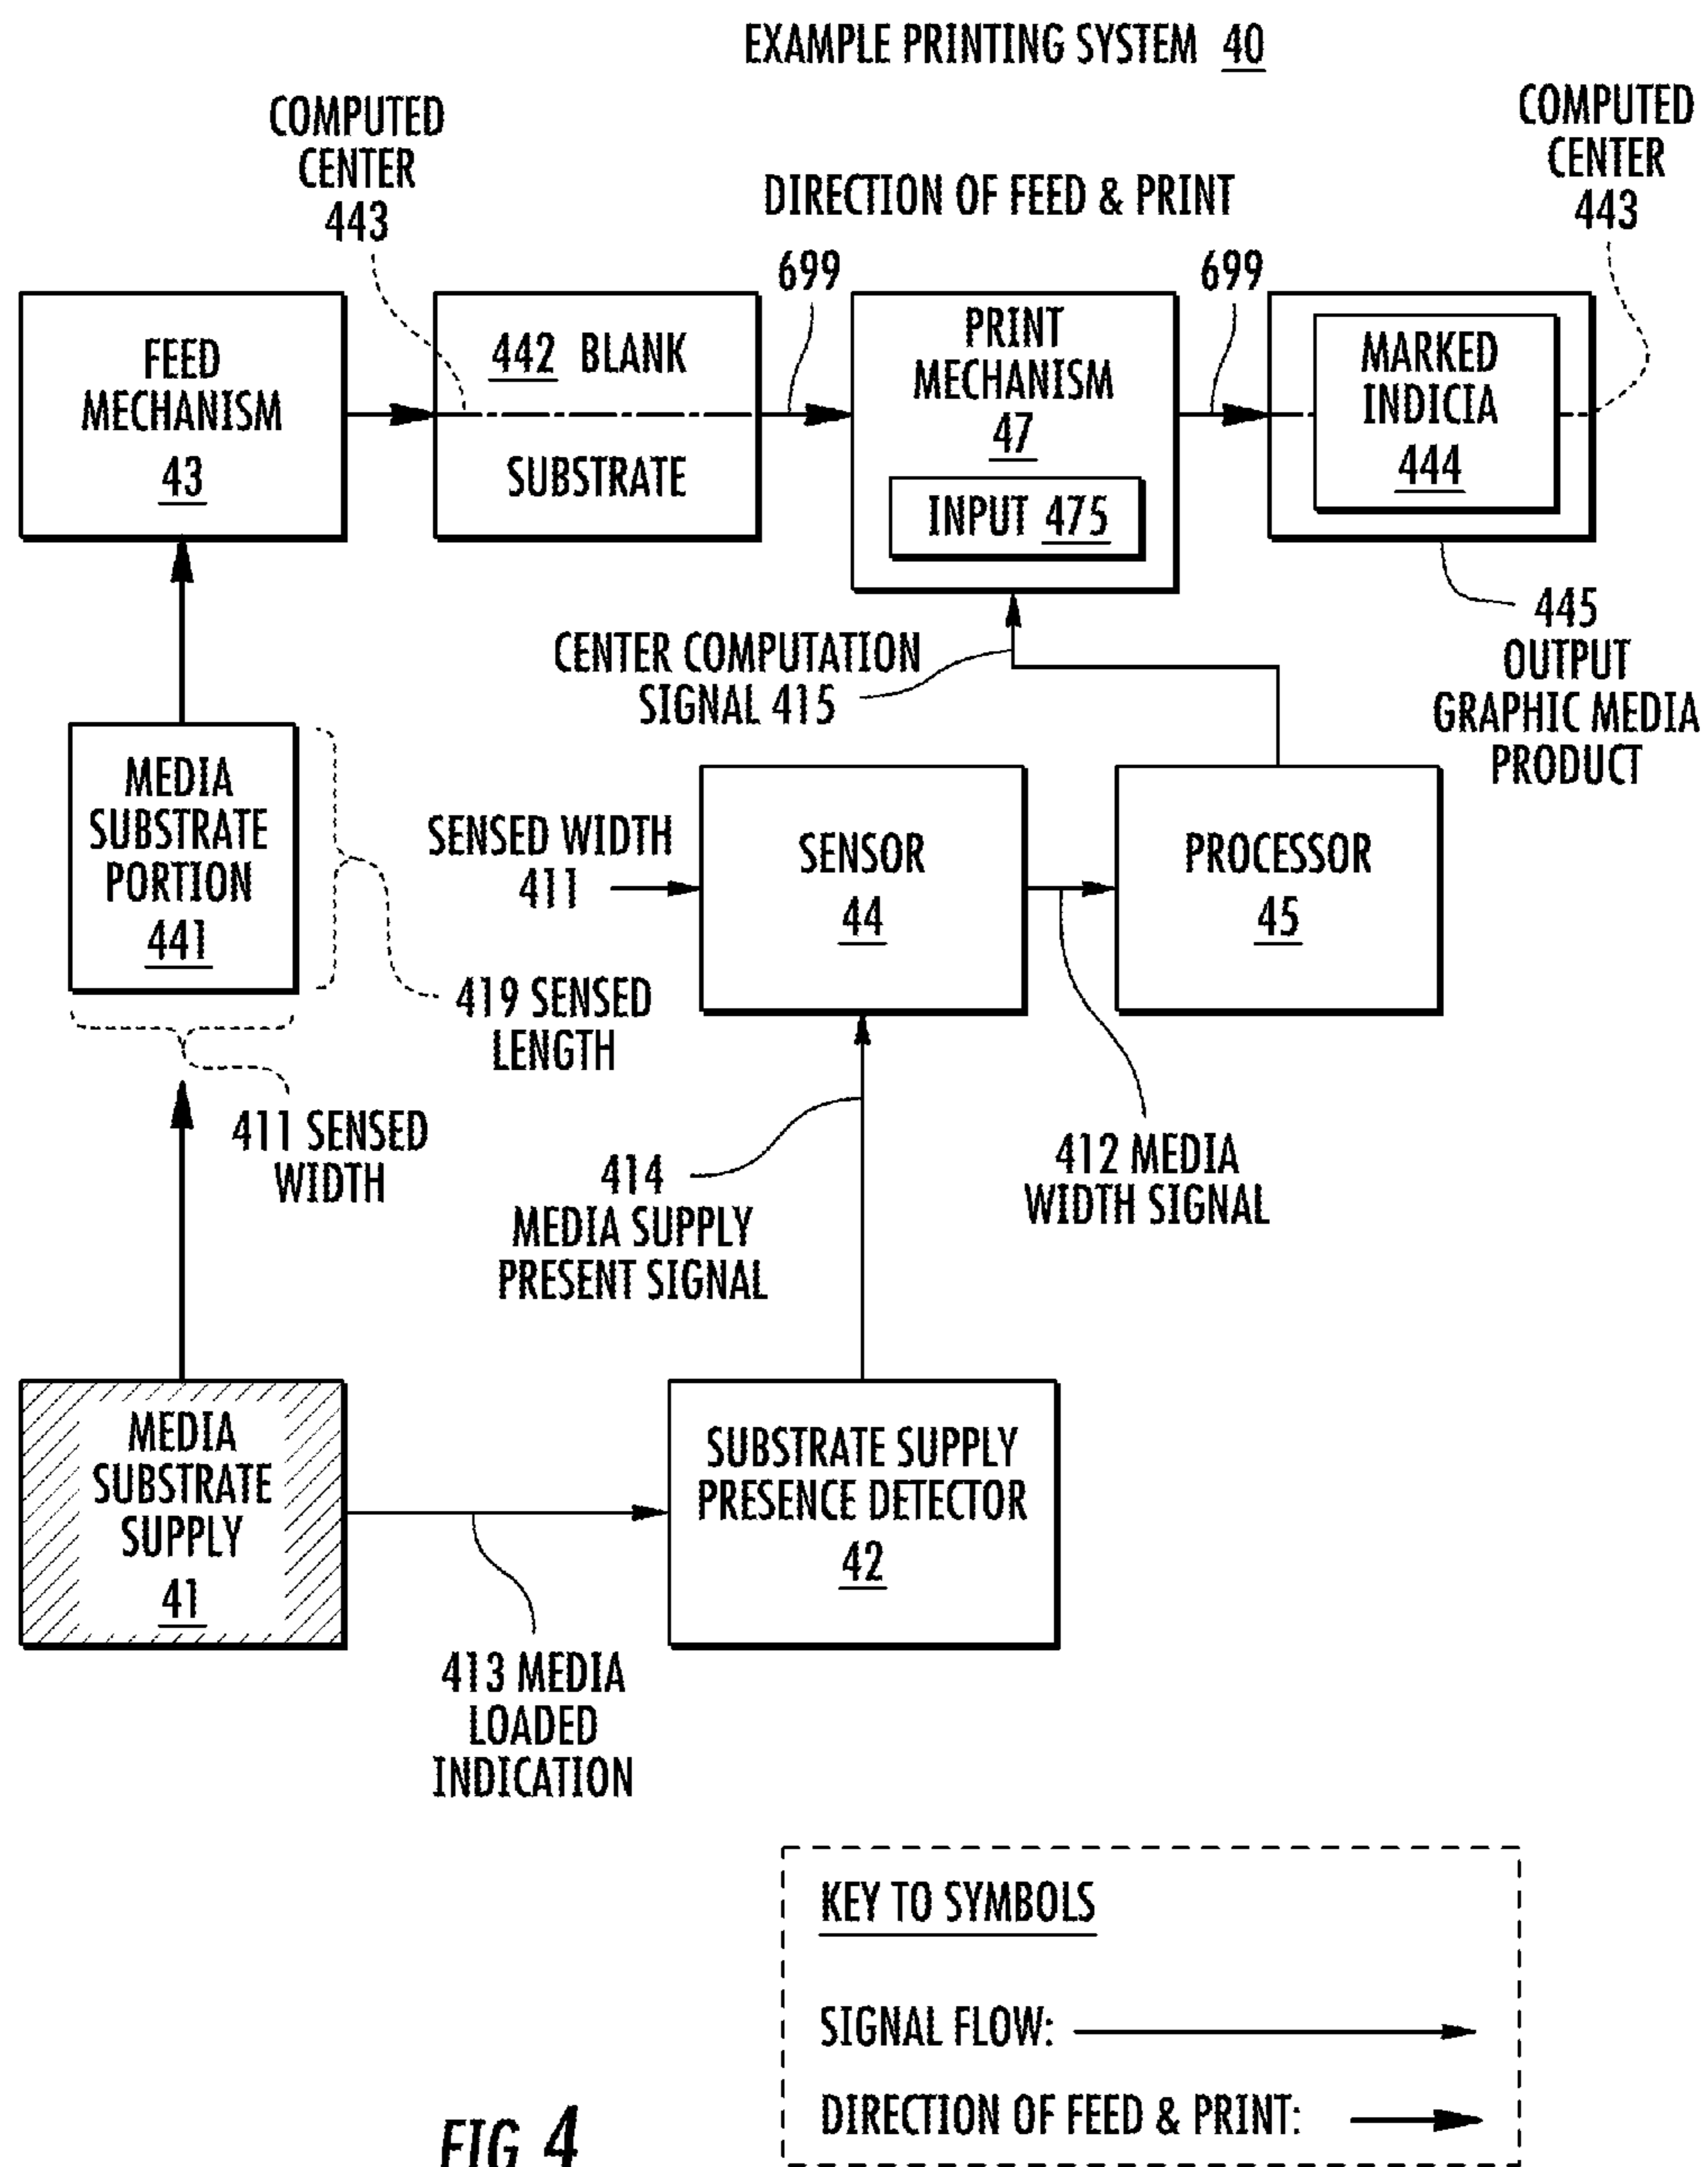 EXAMPLE PRINTING SYSTEM 40
COMPUTED
CENTER
443
COMPUTED
CENTER
443
DIRECTION OF FEED & PRINT
699
699
FEED
MECHANISM
43
442 BLANK
SUBSTRATE
PRINT
MECHANISM
47
INPUT 475
MARKED
INDICIA
444
445
OUTPUT
GRAPHIC MEDIA
PRODUCT
CENTER COMPUTATION
SIGNAL 415
MEDIA
SUBSTRATE
PORTION
441
SENSED WIDTH
411
SENSOR
44
PROCESSOR
45
419 SENSED
LENGTH
411 SENSED
WIDTH
414
MEDIA SUPPLY
PRESENT SIGNAL
412 MEDIA
WIDTH SIGNAL
MEDIA
SUBSTRATE
SUPPLY
41
SUBSTRATE SUPPLY
PRESENCE DETECTOR
42
413 MEDIA
LOADED
INDICATION
KEY TO SYMBOLS
SIGNAL FLOW:
DIRECTION OF FEED & PRINT:
FIG 4